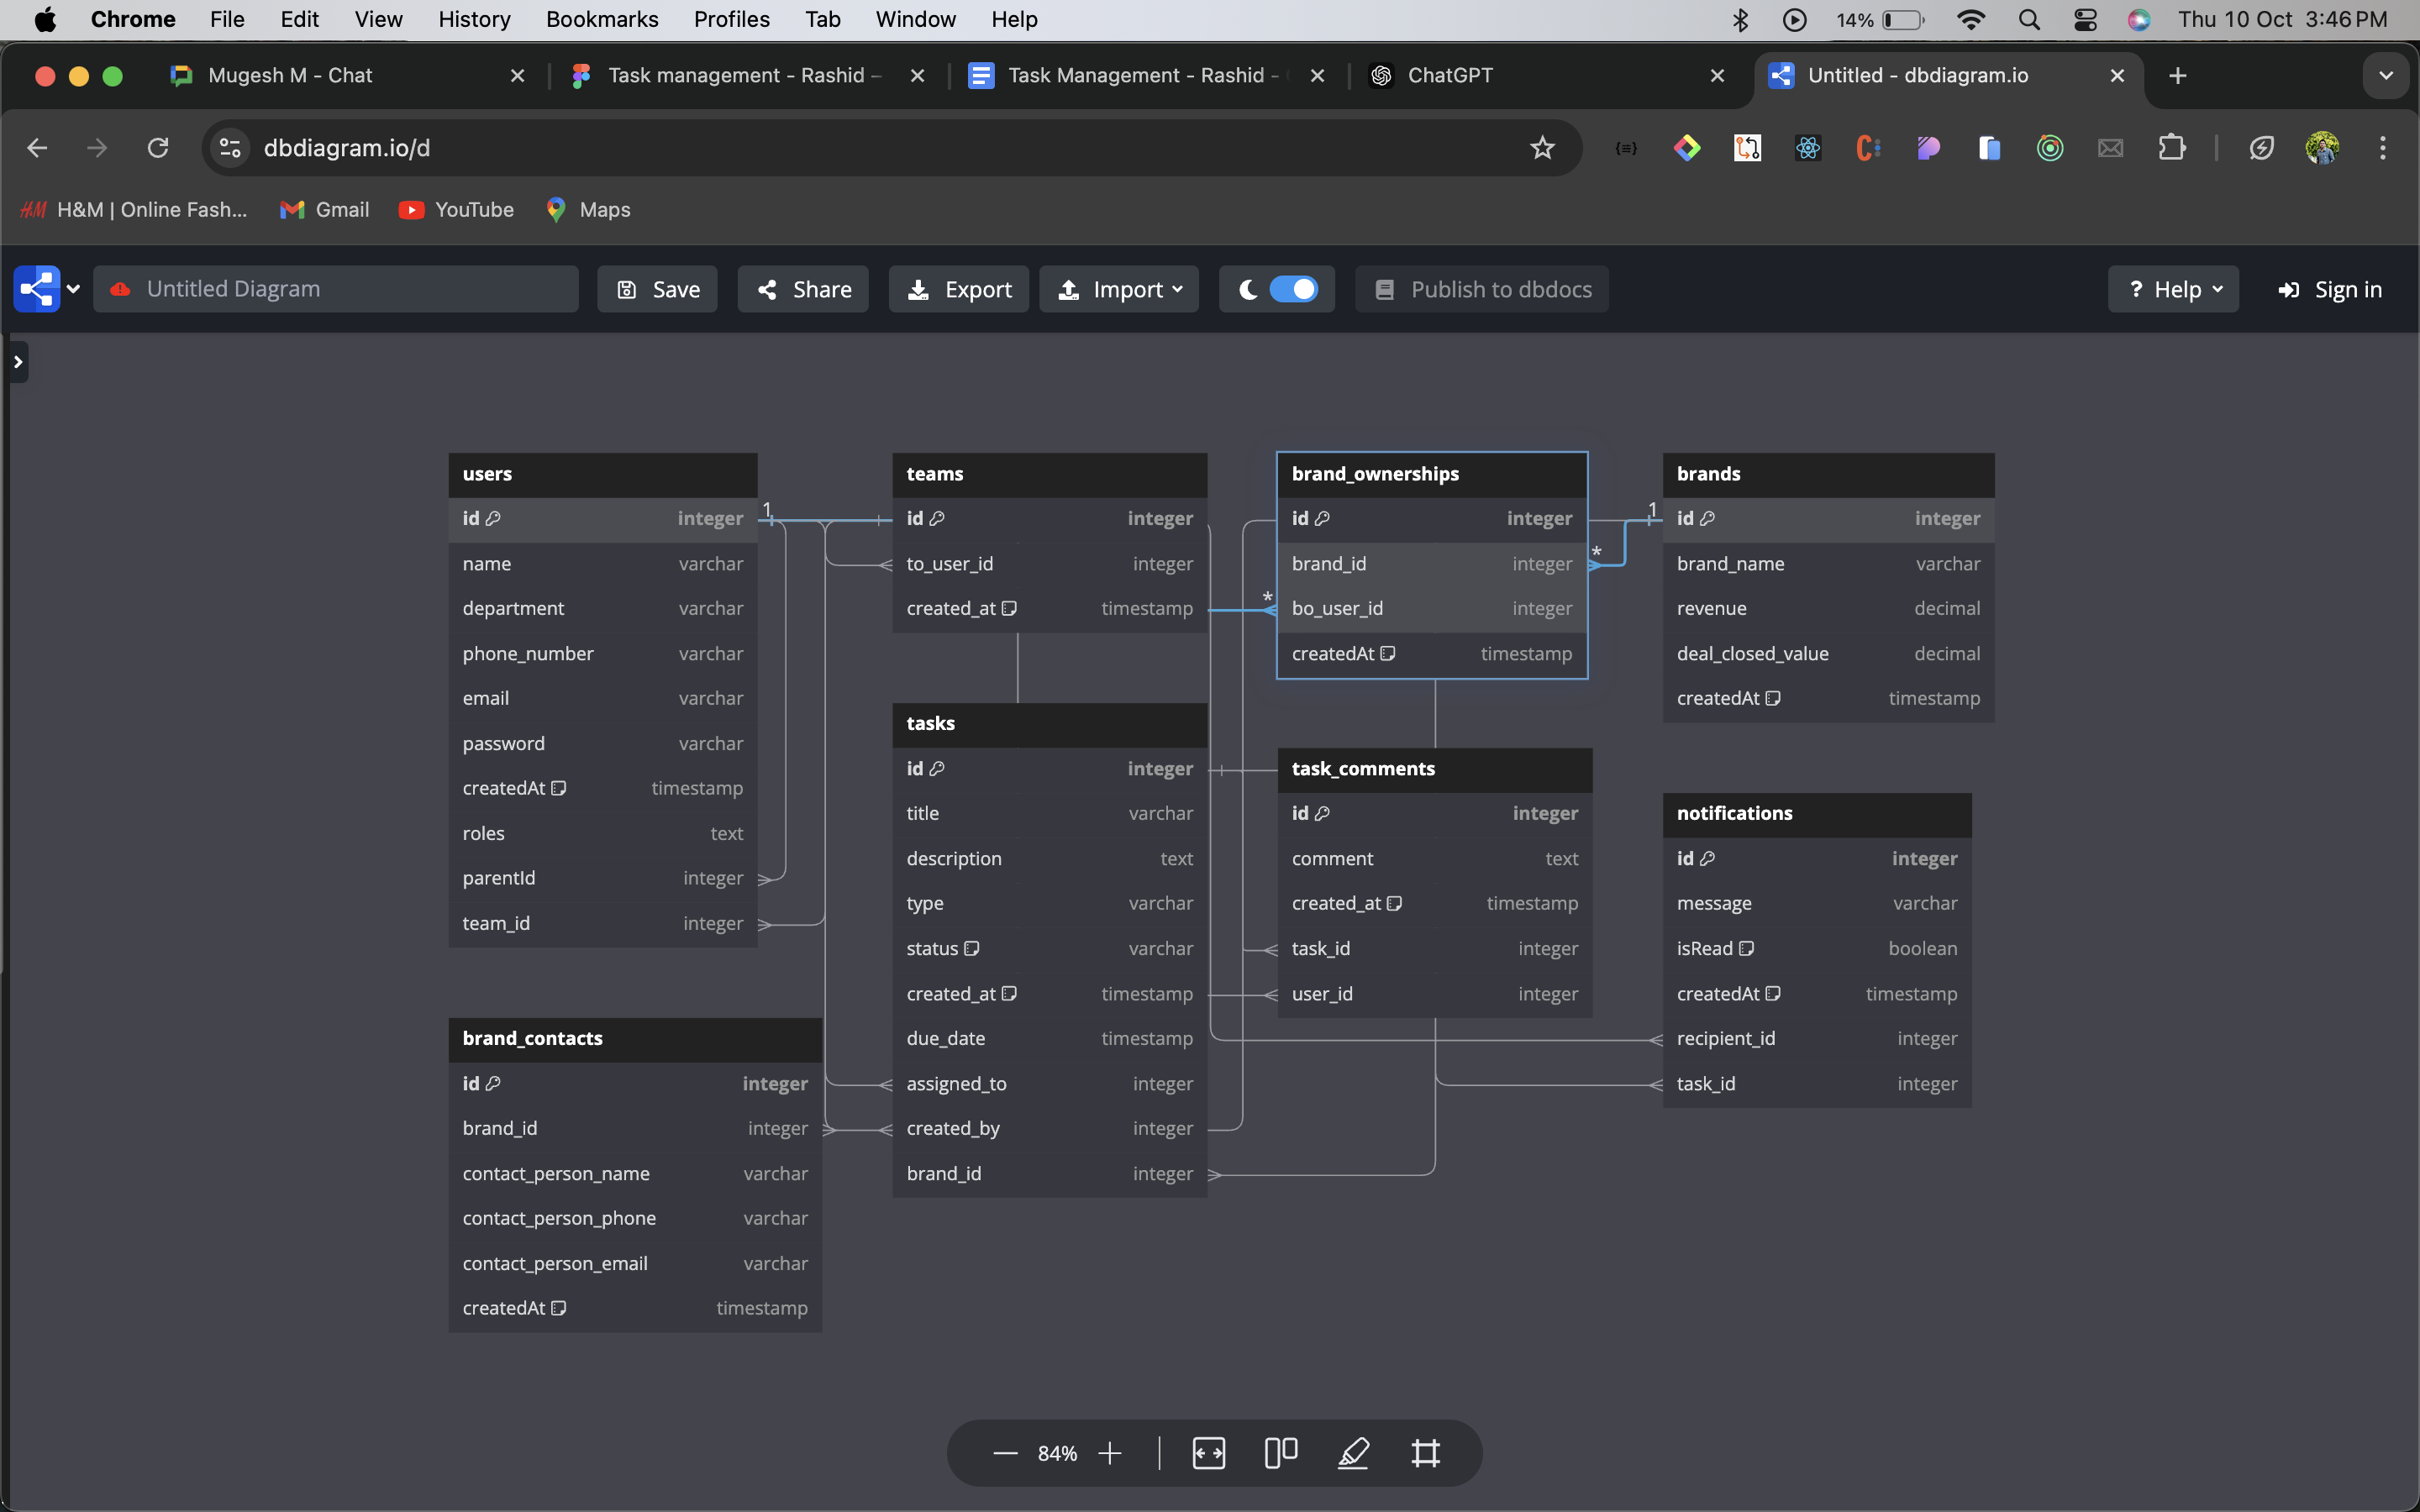 Chrome File Edit View History Bookmarks Profiles Tab Window Help 14% Thu 10 Oct 3:46 PM
Mugesh M - Chat Task management - Rashid – Task Management - Rashid - ChatGPT Untitled - dbdiagram.io
dbdiagram.io/d
H&M H&M | Online Fash... Gmail YouTube Maps
Untitled Diagram Save Share Export Import Publish to dbdocs ? Help Sign in
users
id integer
name varchar
department varchar
phone_number varchar
email varchar
password varchar
createdAt timestamp
roles text
parentId integer
team_id integer
1
teams
id integer
to_user_id integer
created_at timestamp
*
brand_ownerships
id integer
brand_id integer
bo_user_id integer
createdAt timestamp
*
1
brands
id integer
brand_name varchar
revenue decimal
deal_closed_value decimal
createdAt timestamp
tasks
id integer
title varchar
description text
type varchar
status varchar
created_at timestamp
due_date timestamp
assigned_to integer
created_by integer
brand_id integer
task_comments
id integer
comment text
created_at timestamp
task_id integer
user_id integer
notifications
id integer
message varchar
isRead boolean
createdAt timestamp
recipient_id integer
task_id integer
brand_contacts
id integer
brand_id integer
contact_person_name varchar
contact_person_phone varchar
contact_person_email varchar
createdAt timestamp
84%